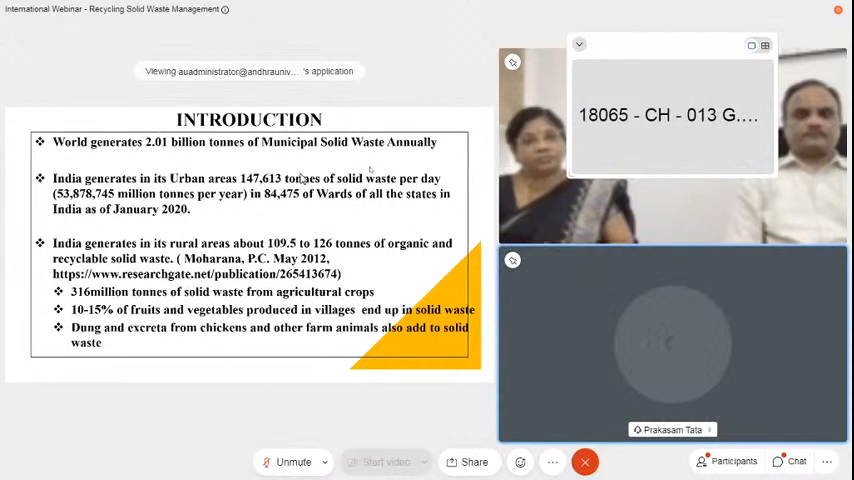 International Webinar - Recycling Solid Waste Management
Viewing auadministrator@andhrauniv... 's application
INTRODUCTION
World generates 2.01 billion tonnes of Municipal Solid Waste Annually
India generates in its Urban areas 147,613 tonnes of solid waste per day
(53,878,745 million tonnes per year) in 84,475 of Wards of all the states in
India as of January 2020.
India generates in its rural areas about 109.5 to 126 tonnes of organic and
recyclable solid waste. ( Moharana, P.C. May 2012,
https://www.researchgate.net/publication/265413674)
316million tonnes of solid waste from agricultural crops
10-15% of fruits and vegetables produced in villages end up in solid waste
Dung and excreta from chickens and other farm animals also add to solid
waste
18065 - CH - 013 G....
Prakasam Tata
Unmute
Start video
Share
Participants
Chat